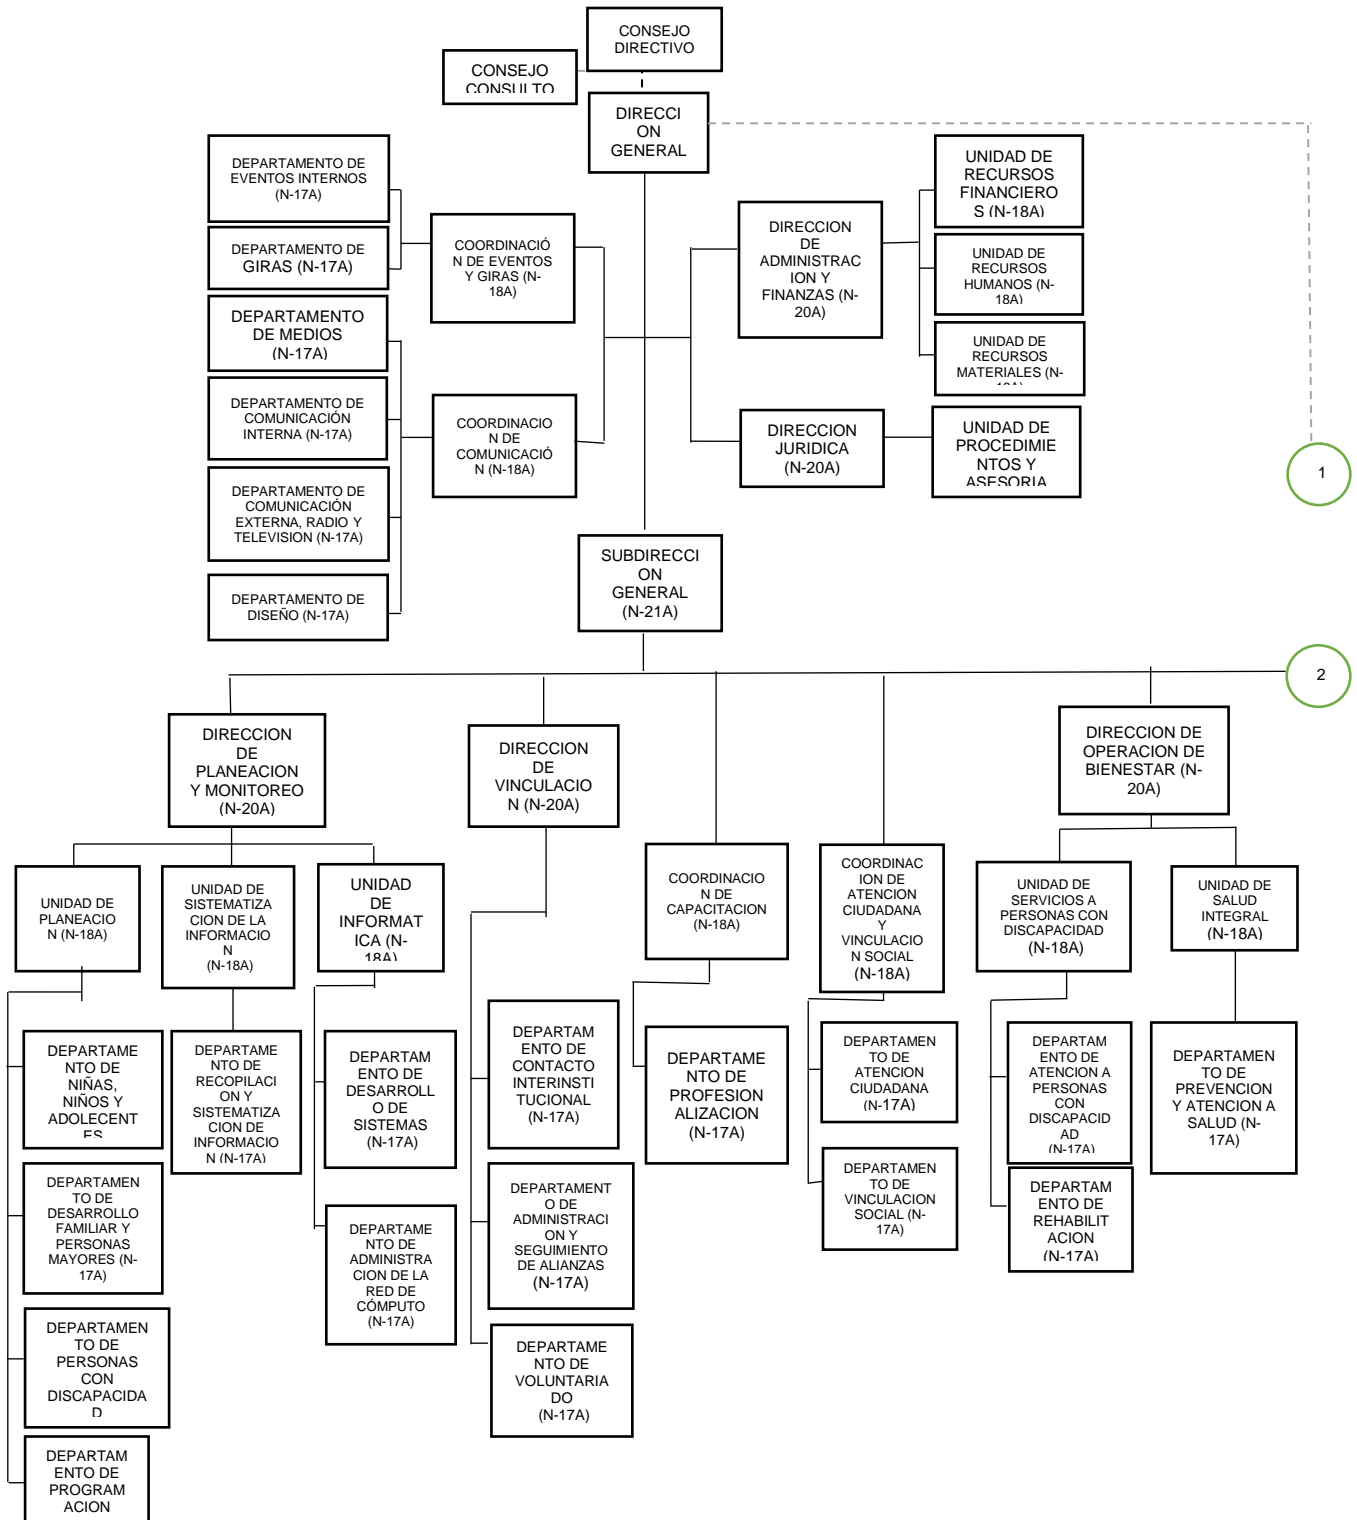 CONSEJO
DIRECTIVO
CONSEJO
CONSULTO
DIRECCI
ON
GENERAL
DEPARTAMENTO DE
EVENTOS INTERNOS
(N-17A)
DEPARTAMENTO DE
GIRAS (N-17A)
COORDINACIÓ
N DE EVENTOS
Y GIRAS (N-
18A)
DIRECCION
DE
ADMINISTRAC
ION Y
FINANZAS (N-
20A)
UNIDAD DE
RECURSOS
FINANCIERO
S (N-18A)
UNIDAD DE
RECURSOS
HUMANOS (N-
18A)
UNIDAD DE
RECURSOS
MATERIALES (N-
18A)
DEPARTAMENTO
DE MEDIOS
(N-17A)
DEPARTAMENTO DE
COMUNICACIÓN
INTERNA (N-17A)
DEPARTAMENTO DE
COMUNICACIÓN
EXTERNA, RADIO Y
TELEVISION (N-17A)
DEPARTAMENTO DE
DISEÑO (N-17A)
COORDINACIO
N DE
COMUNICACIÓ
N (N-18A)
DIRECCION
JURIDICA
(N-20A)
UNIDAD DE
PROCEDIMIE
NTOS Y
ASESORIA
1
SUBDIRECCI
ON
GENERAL
(N-21A)
2
DIRECCION
DE
PLANEACION
Y MONITOREO
(N-20A)
DIRECCION
DE
VINCULACIO
N (N-20A)
DIRECCION DE
OPERACION DE
BIENESTAR (N-
20A)
UNIDAD DE
PLANEACIO
N (N-18A)
UNIDAD DE
SISTEMATIZA
CION DE LA
INFORMACIO
N
(N-18A)
UNIDAD
DE
INFORMAT
ICA (N-
18A)
COORDINACIO
N DE
CAPACITACION
(N-18A)
COORDINAC
ION DE
ATENCION
CIUDADANA
Y
VINCULACIO
N SOCIAL
(N-18A)
UNIDAD DE
SERVICIOS A
PERSONAS CON
DISCAPACIDAD
(N-18A)
UNIDAD DE
SALUD
INTEGRAL
(N-18A)
DEPARTAME
NTO DE
NIÑAS,
NIÑOS Y
ADOLECENT
ES
DEPARTAME
NTO DE
RECOPILACI
ON Y
SISTEMATIZA
CION DE
INFORMACIO
N (N-17A)
DEPARTAM
ENTO DE
DESARROLL
O DE
SISTEMAS
(N-17A)
DEPARTAM
ENTO DE
CONTACTO
INTERINSTI
TUCIONAL
(N-17A)
DEPARTAME
NTO DE
PROFESION
ALIZACION
(N-17A)
DEPARTAMEN
TO DE
ATENCION
CIUDADANA
(N-17A)
DEPARTAM
ENTO DE
ATENCION A
PERSONAS
CON
DISCAPACID
AD
(N-17A)
DEPARTAMEN
TO DE
PREVENCION
Y ATENCION A
SALUD (N-
17A)
DEPARTAMEN
TO DE
DESARROLLO
FAMILIAR Y
PERSONAS
MAYORES (N-
17A)
DEPARTAME
NTO DE
ADMINISTRA
CION DE LA
RED DE
CÓMPUTO
(N-17A)
DEPARTAMENT
O DE
ADMINISTRACI
ON Y
SEGUIMIENTO
DE ALIANZAS
(N-17A)
DEPARTAMEN
TO DE
VINCULACION
SOCIAL (N-
17A)
DEPARTAM
ENTO DE
REHABILIT
ACION
(N-17A)
DEPARTAMEN
TO DE
PERSONAS
CON
DISCAPACIDA
D
DEPARTAME
NTO DE
VOLUNTARIA
DO
(N-17A)
DEPARTAM
ENTO DE
PROGRAM
ACION